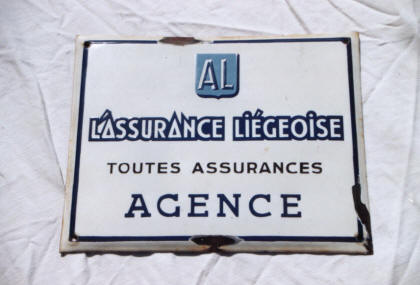 AL
L'ASSURANCE LIÉGEOISE
TOUTES ASSURANCES
AGENCE